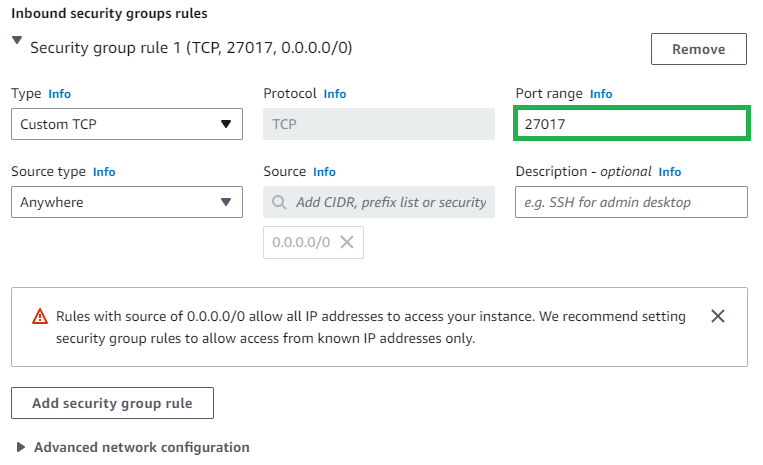 Inbound security groups rules
Security group rule 1 (TCP, 27017, 0.0.0.0/0)
Remove
Type Info
Protocol Info
Port range Info
Custom TCP
TCP
27017
Source type Info
Source Info
Description - optional Info
Anywhere
Add CIDR, prefix list or security
e.g. SSH for admin desktop
0.0.0.0/0
Rules with source of 0.0.0.0/0 allow all IP addresses to access your instance. We recommend setting
security group rules to allow access from known IP addresses only.
Add security group rule
Advanced network configuration